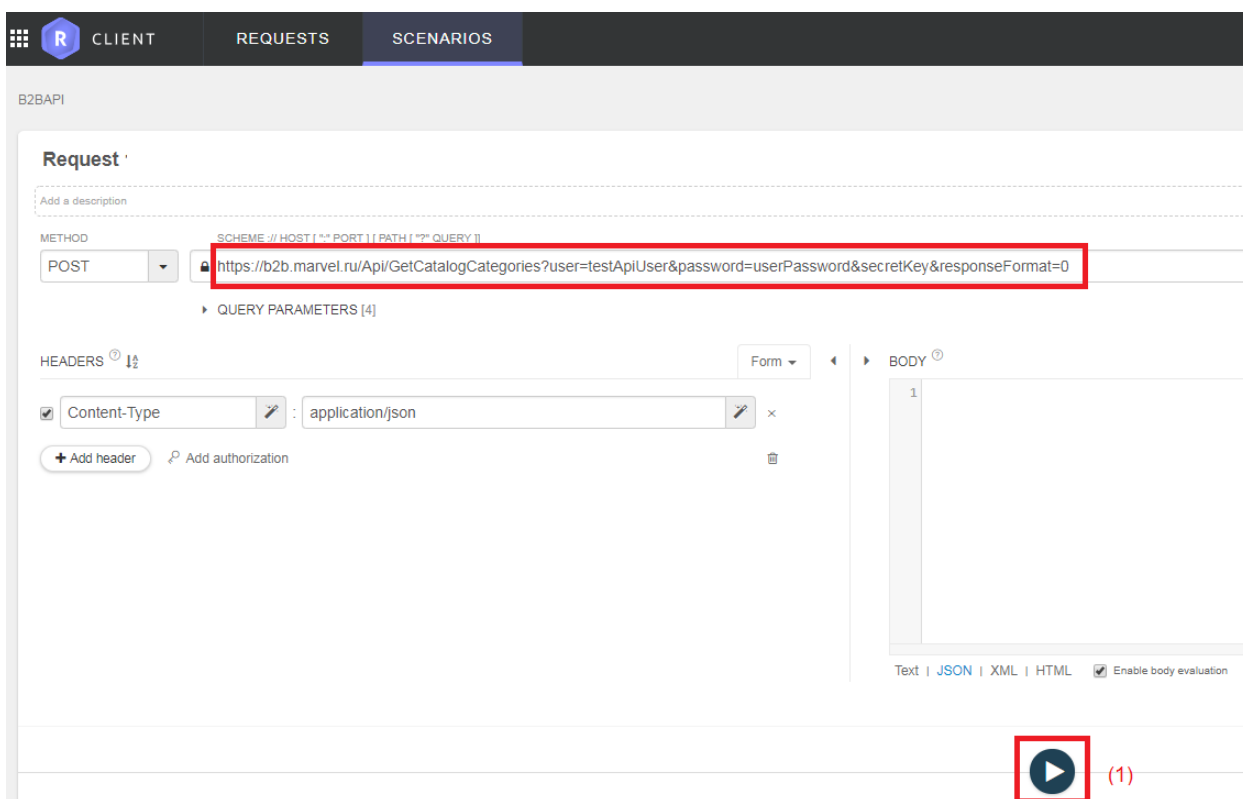 R CLIENT REQUESTS SCENARIOS
B2BAPI
Request
Add a description
METHOD SCHEME :// HOST [ ":" PORT ] [ PATH [ "?" QUERY ]]
POST https://b2b.marvel.ru/Api/GetCatalogCategories?user=testApiUser&password=userPassword&secretKey&responseFormat=0
QUERY PARAMETERS [4]
HEADERS ? Form BODY ?
1
Content-Type : application/json ×
+ Add header Add authorization
Text | JSON | XML | HTML Enable body evaluation
(1)